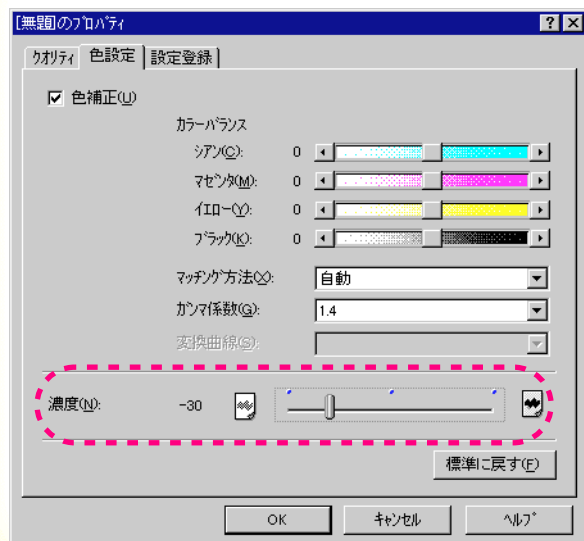 [無題]のﾌﾟﾛﾊﾟﾃｨ
ｸｵﾘﾃｨ 色設定 設定登録
色補正(U)
ｶﾗｰﾊﾞﾗﾝｽ
ｼｱﾝ(C): 0
ﾏｾﾞﾝﾀ(M): 0
ｲｴﾛｰ(Y): 0
ﾌﾞﾗｯｸ(K): 0
ﾏｯﾁﾝｸﾞ方法(X): 自動
ｶﾞﾝﾏ係数(G): 1.4
変換曲線(S):
濃度(N): -30
標準に戻す(F)
OK ｷｬﾝｾﾙ ﾍﾙﾌﾟ